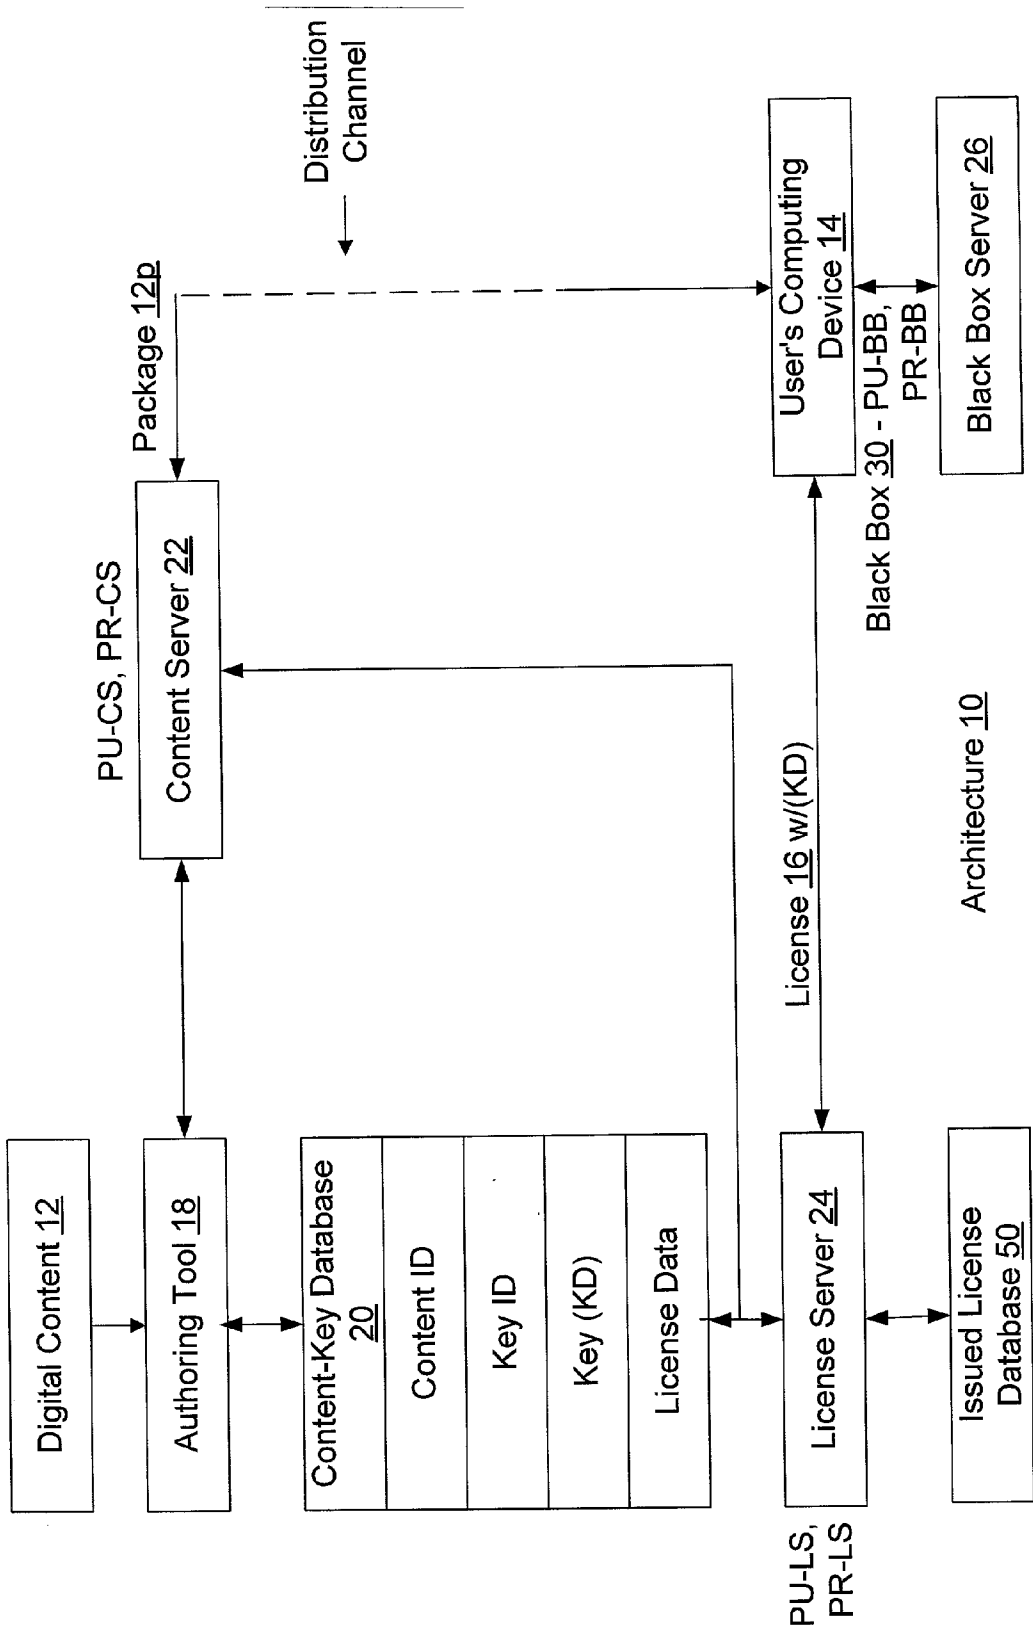 Digital Content 12
Authoring Tool 18
Content-Key Database
20
Content ID
Key ID
Key (KD)
License Data
PU-LS,
PR-LS
License Server 24
Issued License
Database 50
PU-CS, PR-CS
Content Server 22
Package 12p
Distribution
Channel
License 16 w/(KD)
User's Computing
Device 14
Black Box 30 - PU-BB,
PR-BB
Black Box Server 26
Architecture 10